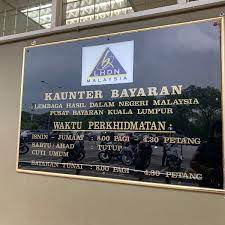 LHDN
MALAYSIA
KAUNTER BAYARAN
LEMBAGA HASIL DALAM NEGERI MALAYSIA
PUSAT BAYARAN KUALA LUMPUR
WAKTU PERKHIDMATAN :
ISNIN - JUMAAT : 8.00 PAGI - 4.30 PETANG
SABTU/AHAD : TUTUP
CUTI UMUM
BAYARAN TUNAI : 8.00 PAGI - 4.30 PETANG